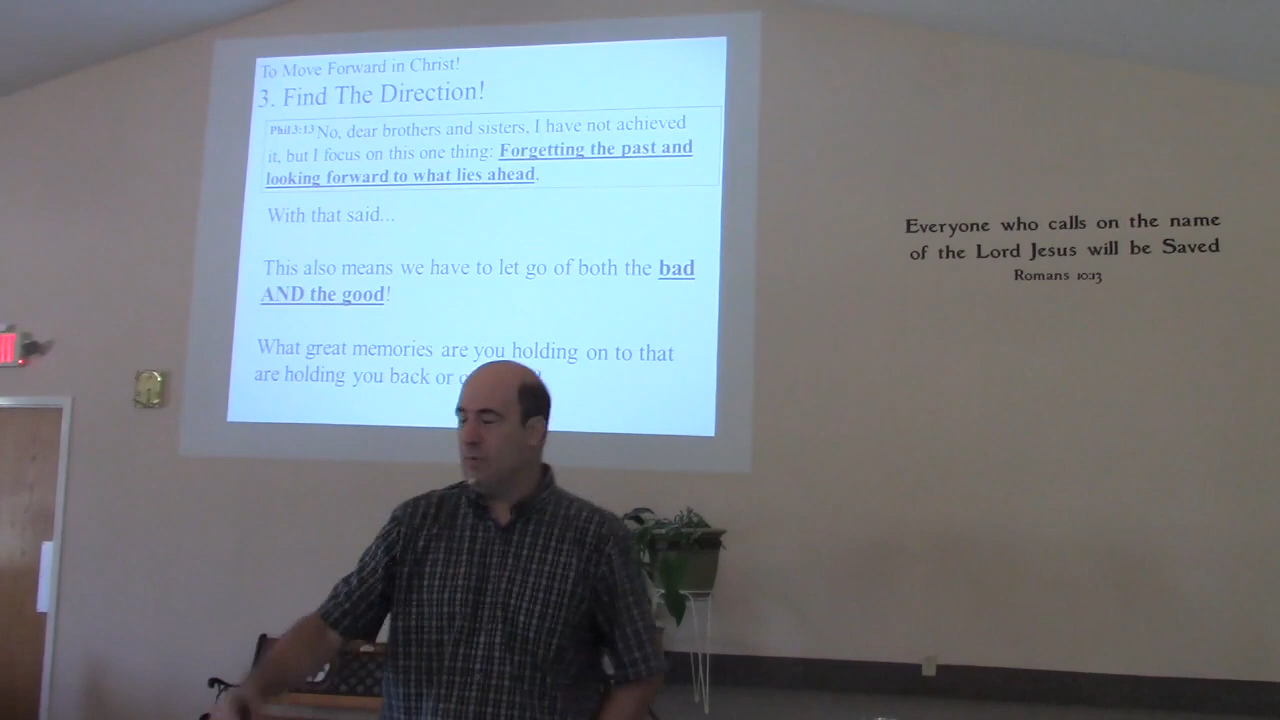 To Move Forward in Christ!
3. Find The Direction!
Phil 3:13 No, dear brothers and sisters, I have not achieved
it, but I focus on this one thing: Forgetting the past and
looking forward to what lies ahead.
With that said...
This also means we have to let go of both the bad
AND the good!
What great memories are you holding on to that
are holding you back or
Everyone who calls on the name
of the Lord Jesus will be Saved
Romans 10:13